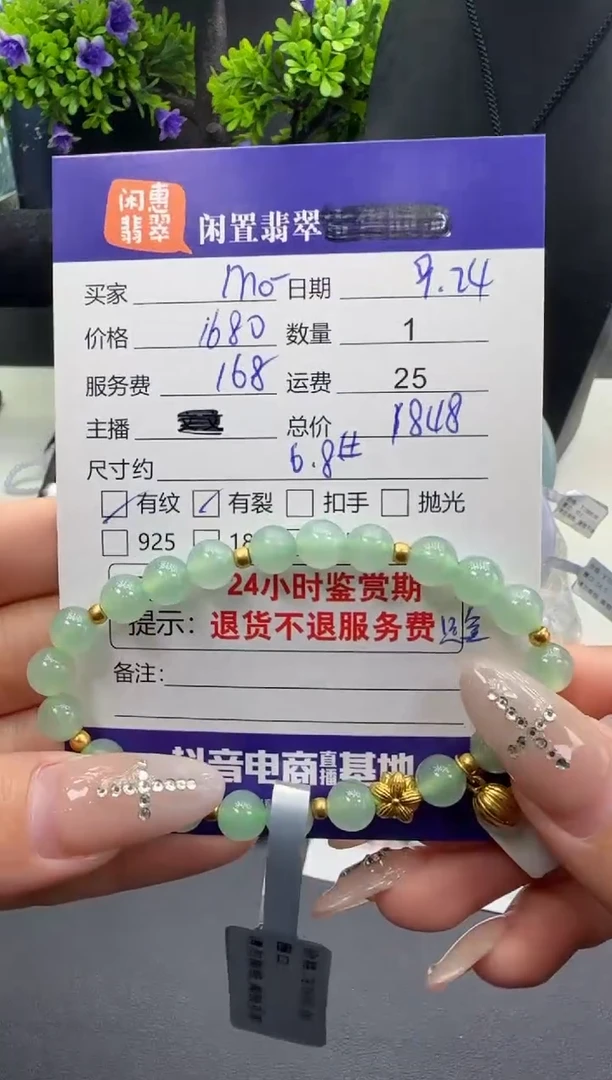 闲惠
翡翠
闲置翡翠
买家 mo 日期 9.24
价格 1680 数量 1
服务费 168 运费 25
主播 总价 1848
尺寸约 6.8#
有纹 有裂 扣手 抛光
925 18
24小时鉴赏期
提示：退货不退服务费
备注：
抖音电商直播基地